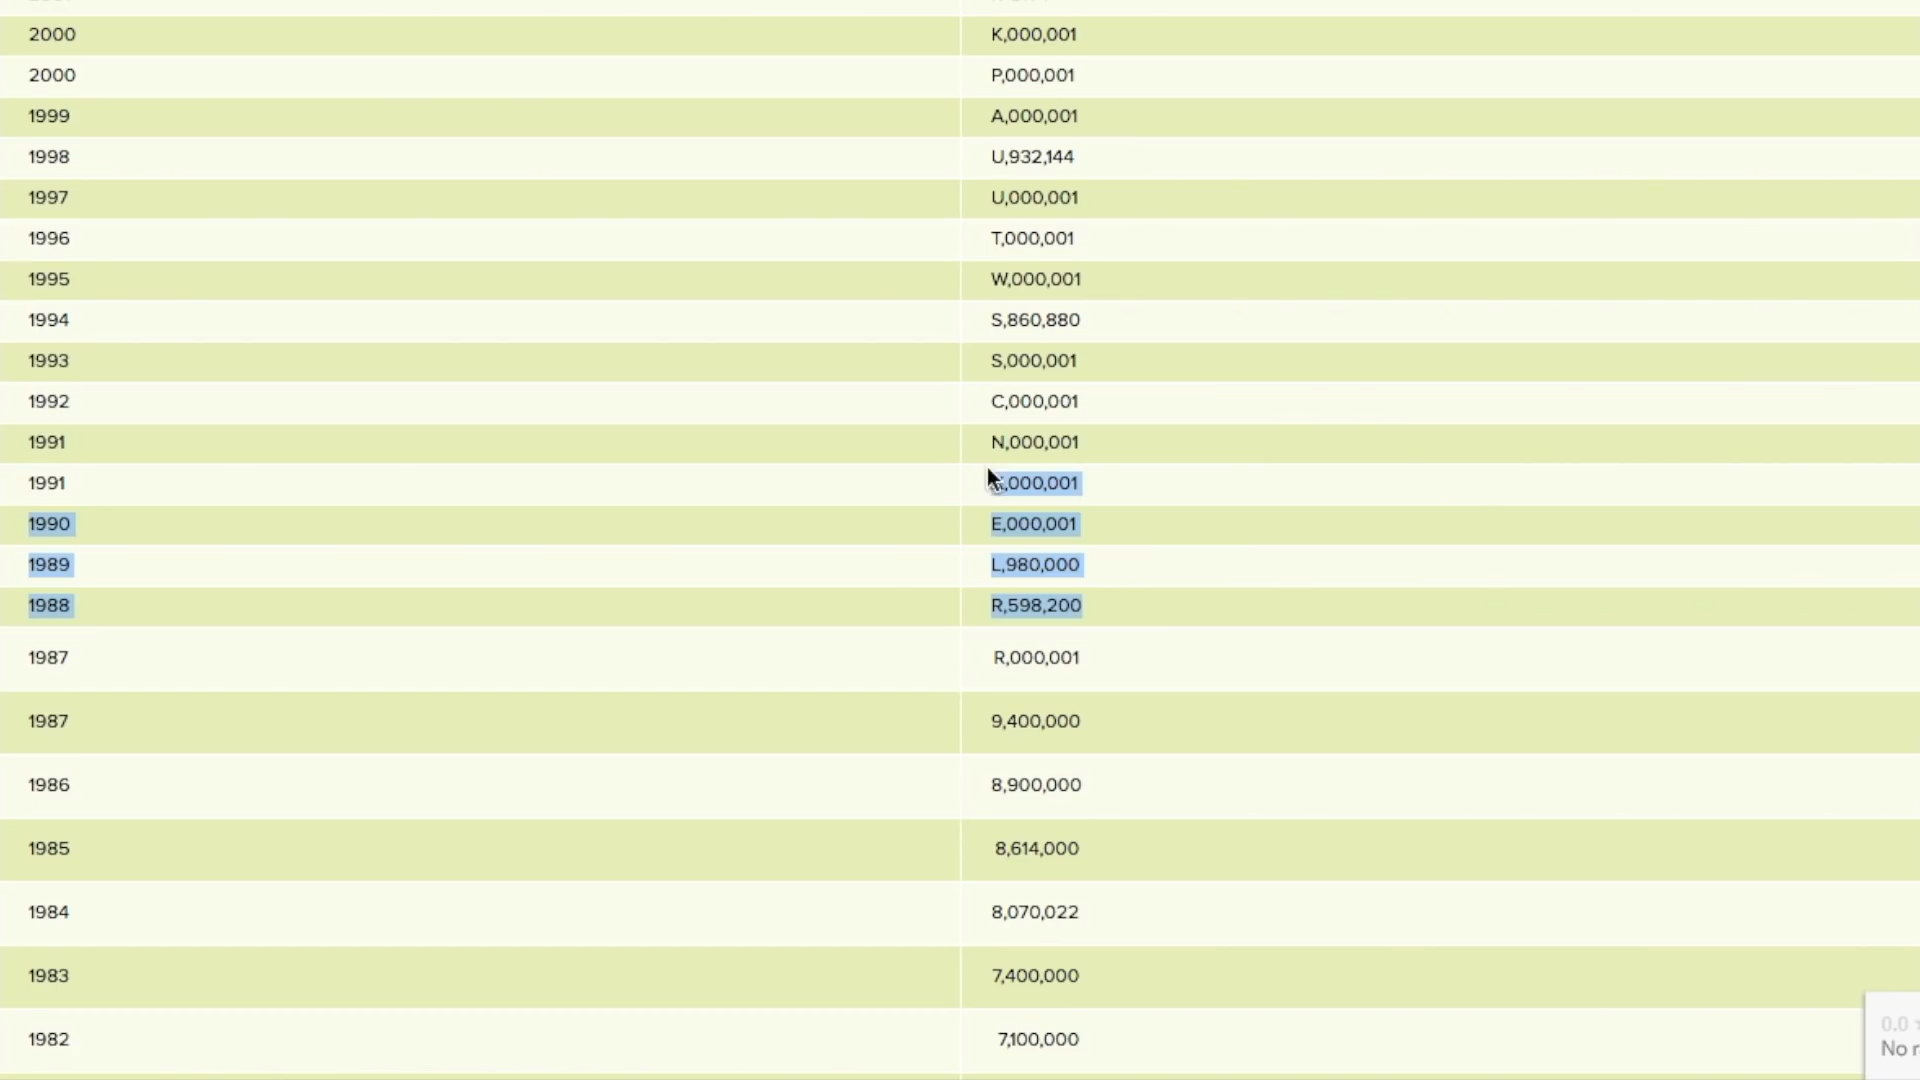 2000 K,000,001
2000 P,000,001
1999 A,000,001
1998 U,932,144
1997 U,000,001
1996 T,000,001
1995 W,000,001
1994 S,860,880
1993 S,000,001
1992 C,000,001
1991 N,000,001
1991 ,000,001
1990 E,000,001
1989 L,980,000
1988 R,598,200
1987 R,000,001
1987 9,400,000
1986 8,900,000
1985 8,614,000
1984 8,070,022
1983 7,400,000
1982 7,100,000
0.0
No